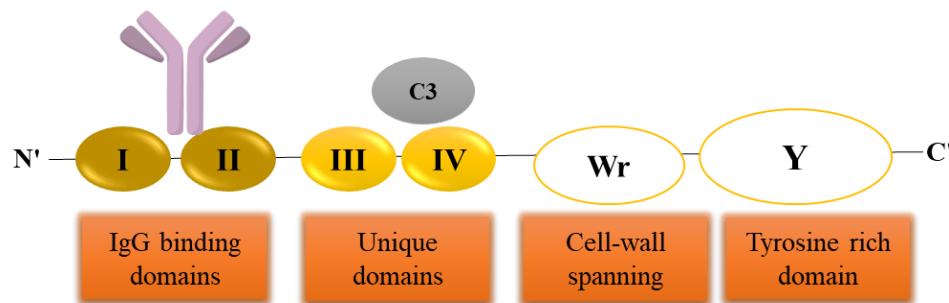 C3
N' I II III IV Wr Y C'
IgG binding
domains
Unique
domains
Cell-wall
spanning
Tyrosine rich
domain